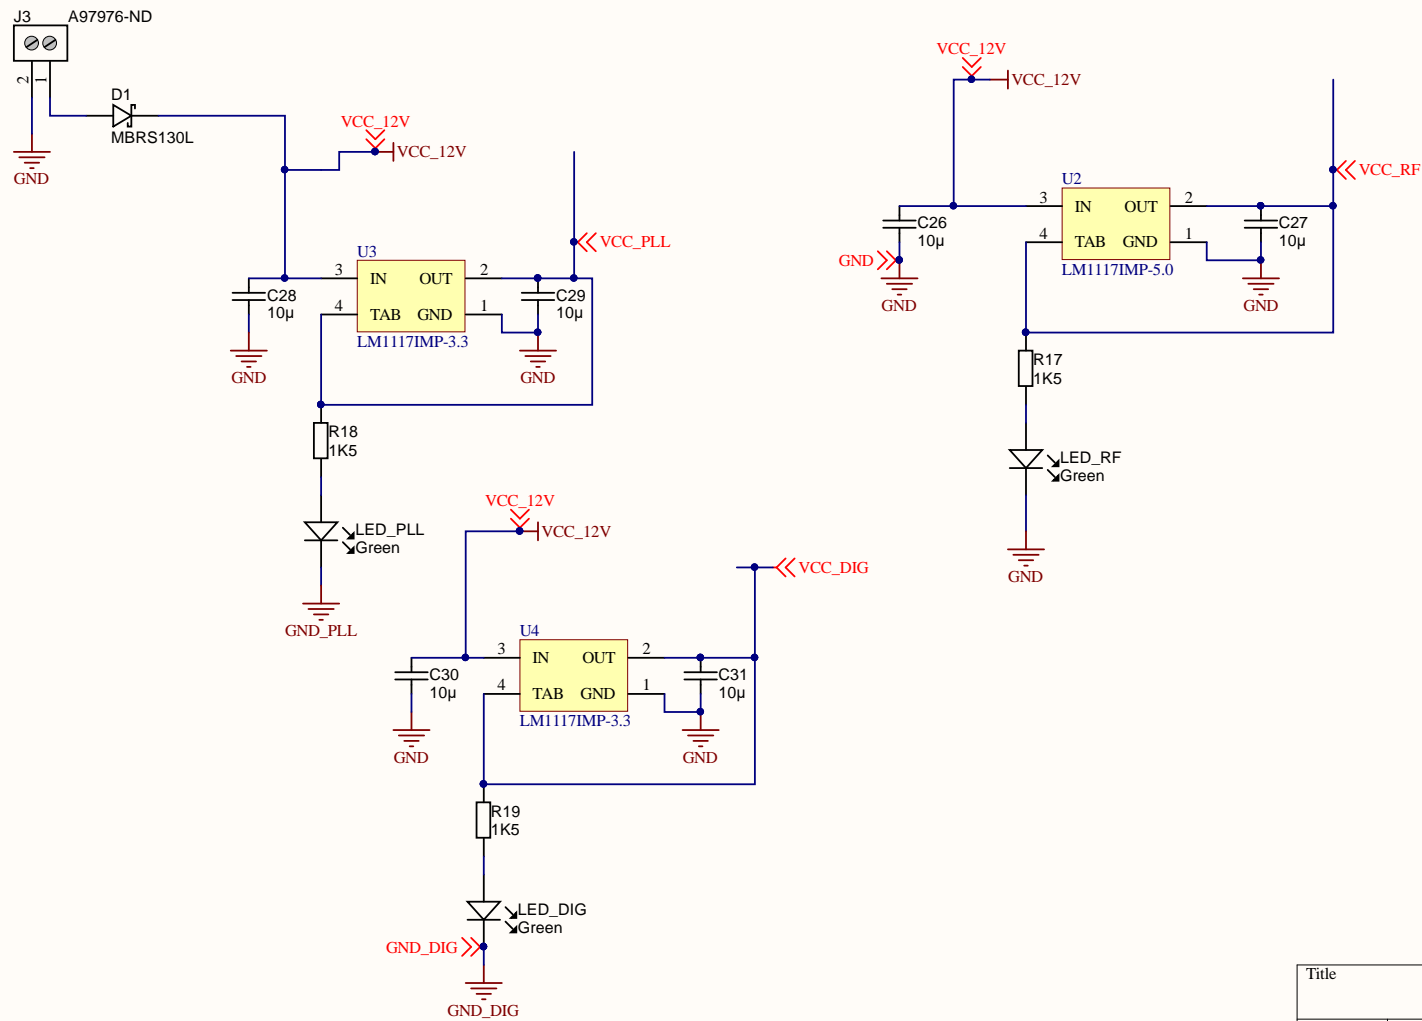 J3 A97976-ND
2 1
D1
MBRS130L
GND
VCC_12V
VCC_12V
VCC_PLL
U3
3 IN OUT 2
4 TAB GND 1
LM1117IMP-3.3
C28
10µ
GND
C29
10µ
GND
R18
1K5
LED_PLL
Green
GND_PLL
VCC_12V
VCC_12V
VCC_RF
U2
3 IN OUT 2
4 TAB GND 1
LM1117IMP-5.0
C26
10µ
GND
GND
C27
10µ
GND
R17
1K5
LED_RF
Green
GND
VCC_12V
VCC_12V
VCC_DIG
U4
3 IN OUT 2
4 TAB GND 1
LM1117IMP-3.3
C30
10µ
GND
C31
10µ
GND
R19
1K5
LED_DIG
Green
GND_DIG
GND_DIG
Title